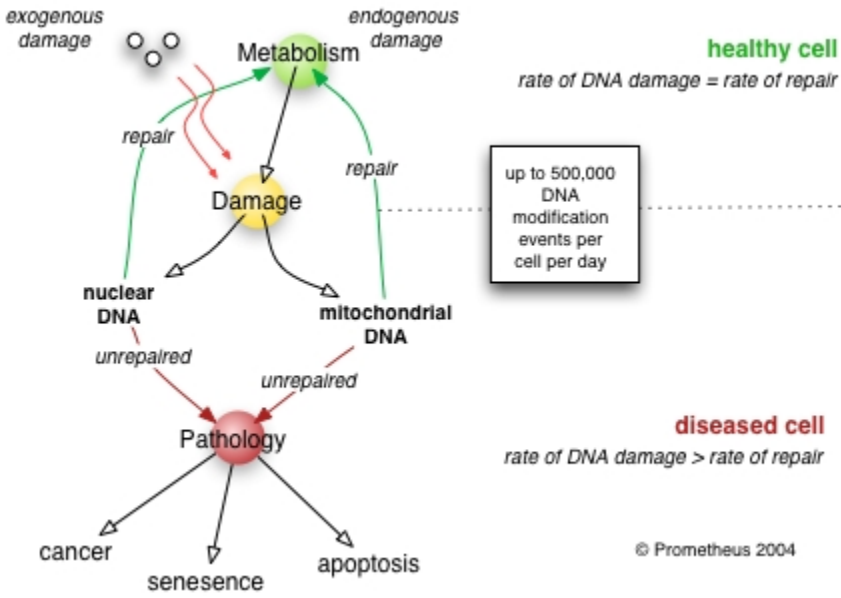 exogenous
damage
endogenous
damage
Metabolism
healthy cell
rate of DNA damage = rate of repair
repair
repair
up to 500,000
DNA
modification
events per
cell per day
Damage
nuclear
DNA
mitochondrial
DNA
unrepaired
unrepaired
Pathology
diseased cell
rate of DNA damage > rate of repair
cancer
senesence
apoptosis
© Prometheus 2004